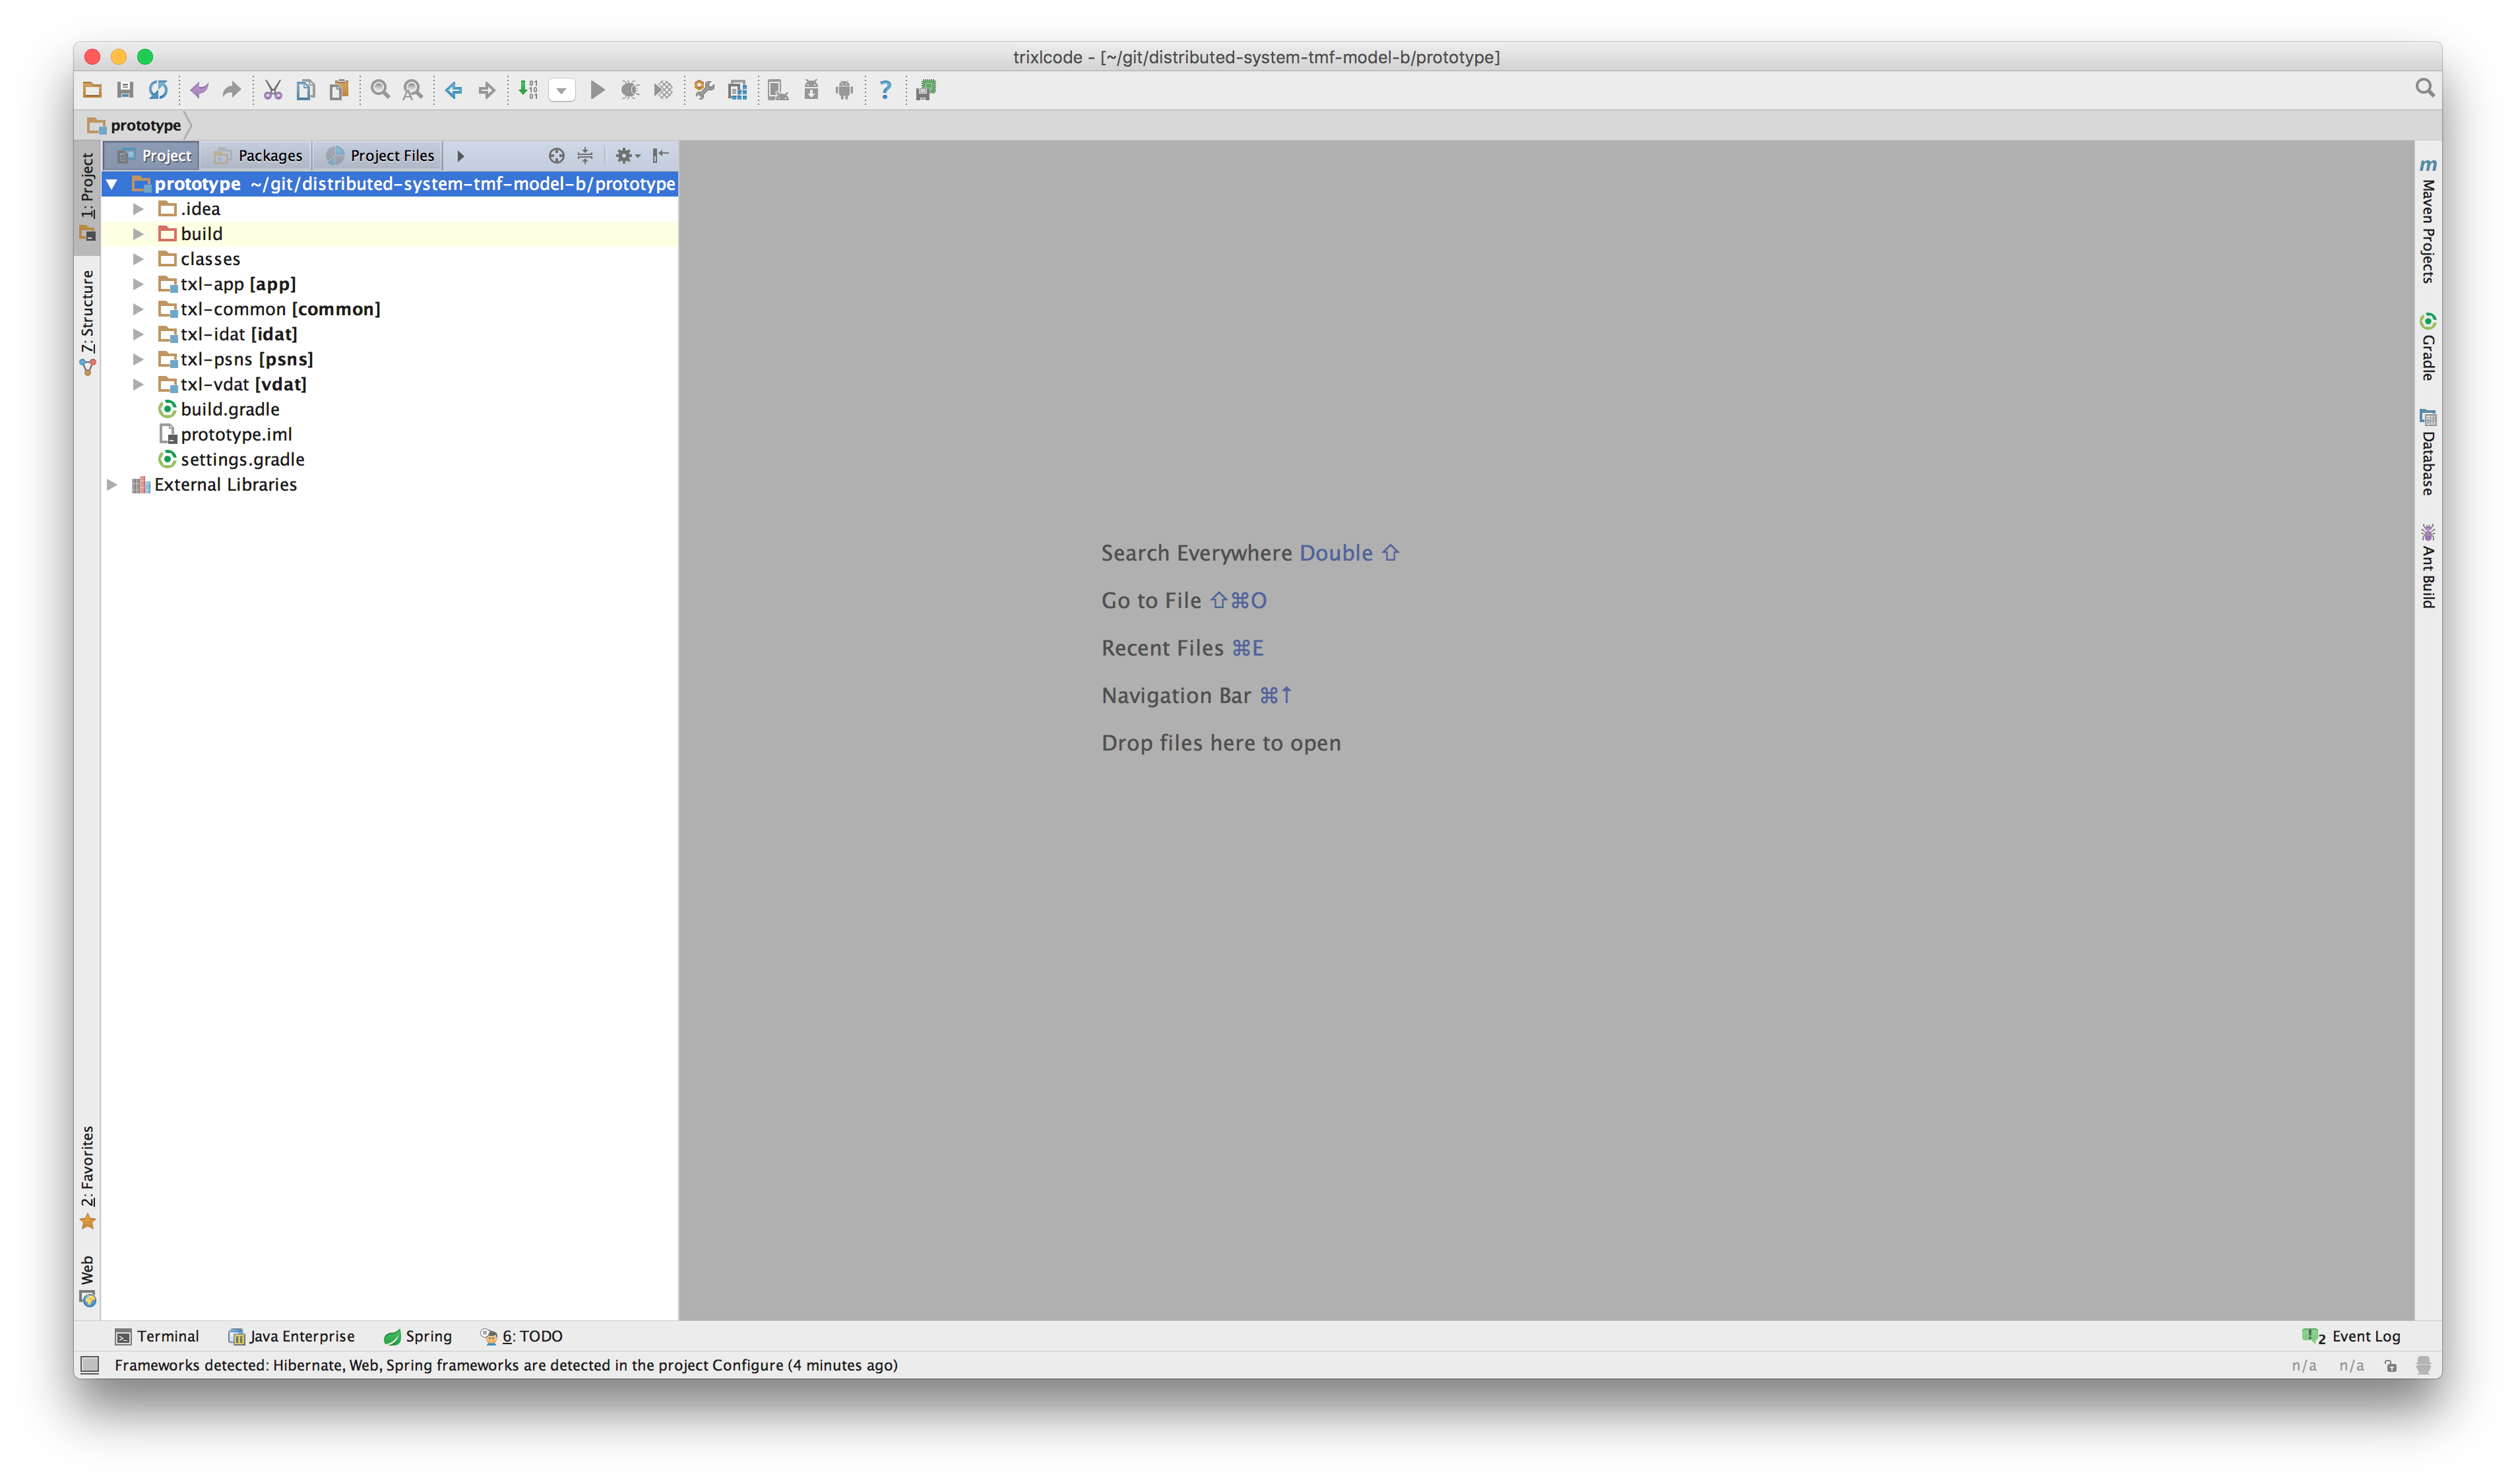 trixlcode - [~/git/distributed-system-tmf-model-b/prototype]
prototype
Project
Packages
Project Files
1: Project
7: Structure
2: Favorites
Web
prototype ~/git/distributed-system-tmf-model-b/prototype
.idea
build
classes
txl-app [app]
txl-common [common]
txl-idat [idat]
txl-psns [psns]
txl-vdat [vdat]
build.gradle
prototype.iml
settings.gradle
External Libraries
Search Everywhere Double ⇧
Go to File ⇧⌘O
Recent Files ⌘E
Navigation Bar ⌘↑
Drop files here to open
m
Maven Projects
Gradle
Database
Ant Build
Terminal
Java Enterprise
Spring
6: TODO
2 Event Log
Frameworks detected: Hibernate, Web, Spring frameworks are detected in the project Configure (4 minutes ago)
n/a n/a